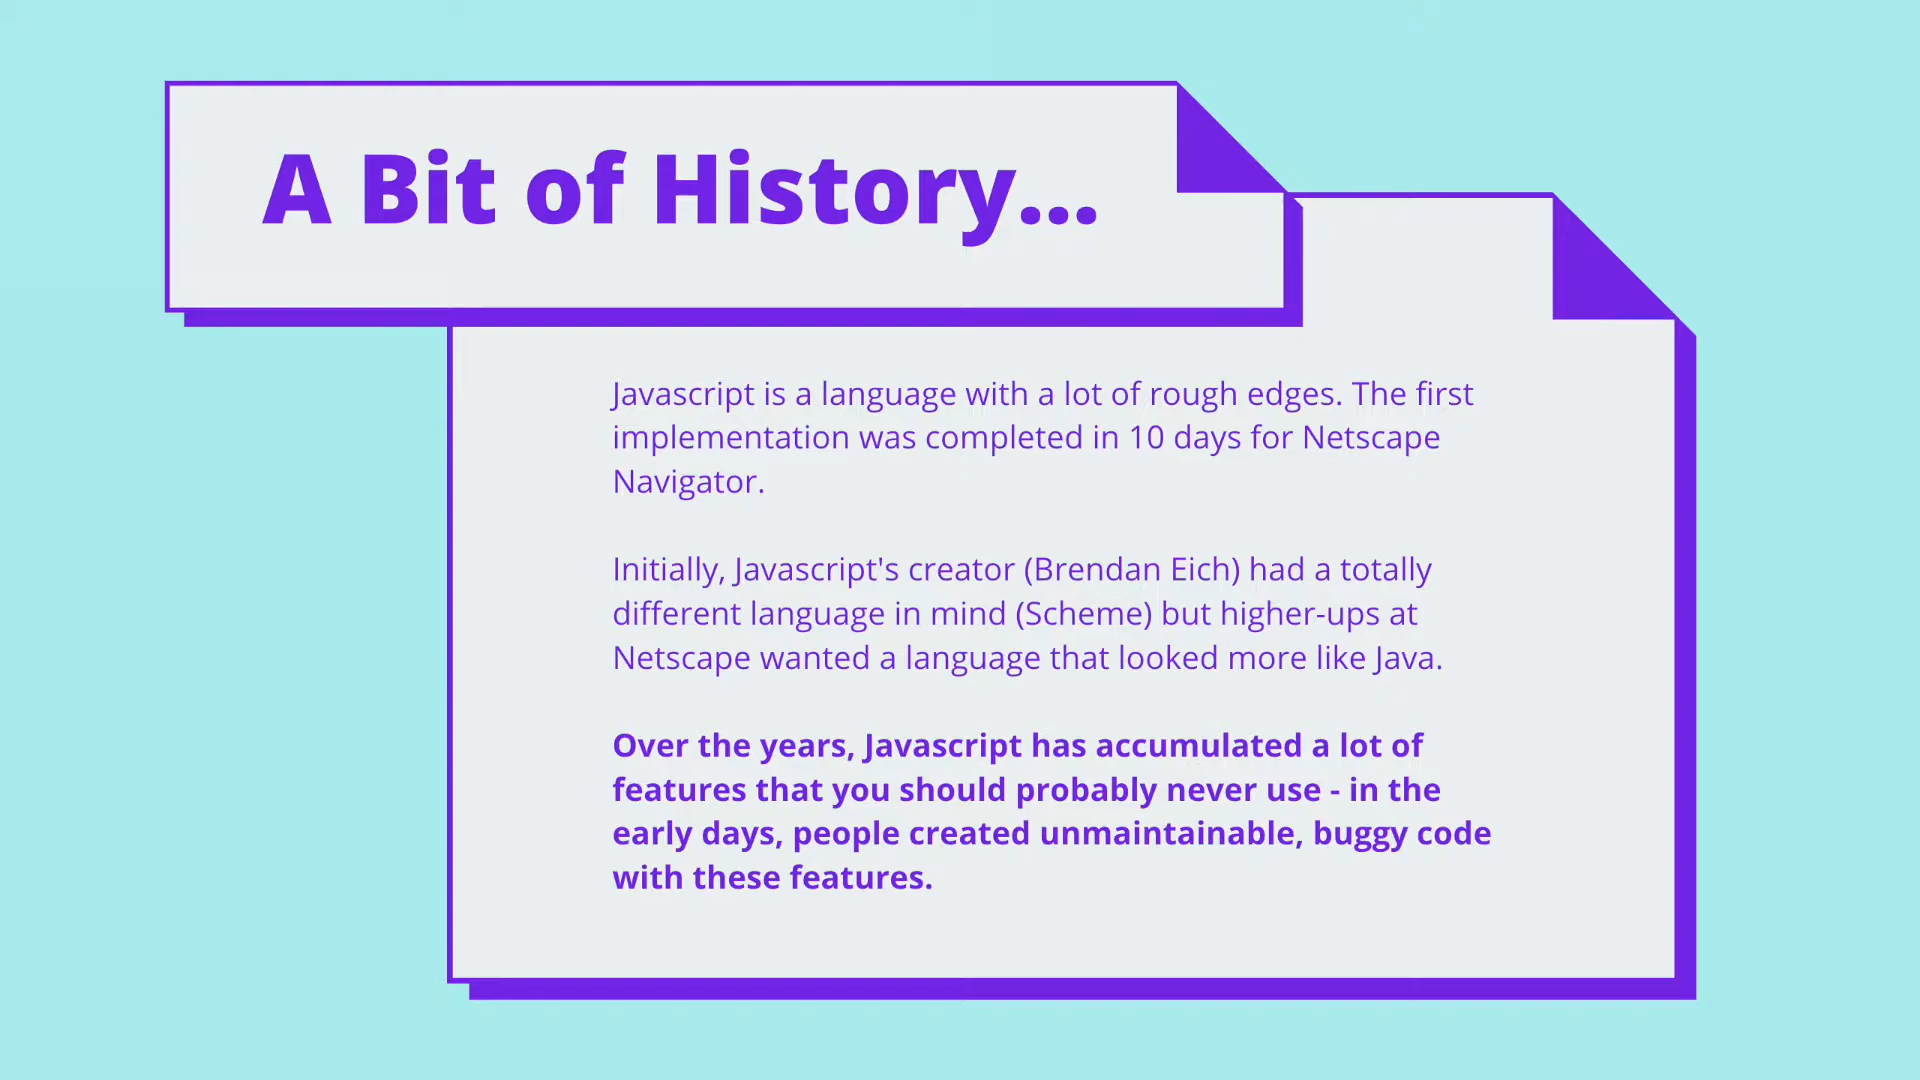 A Bit of History...
Javascript is a language with a lot of rough edges. The first
implementation was completed in 10 days for Netscape
Navigator.
Initially, Javascript's creator (Brendan Eich) had a totally
different language in mind (Scheme) but higher-ups at
Netscape wanted a language that looked more like Java.
Over the years, Javascript has accumulated a lot of
features that you should probably never use - in the
early days, people created unmaintainable, buggy code
with these features.